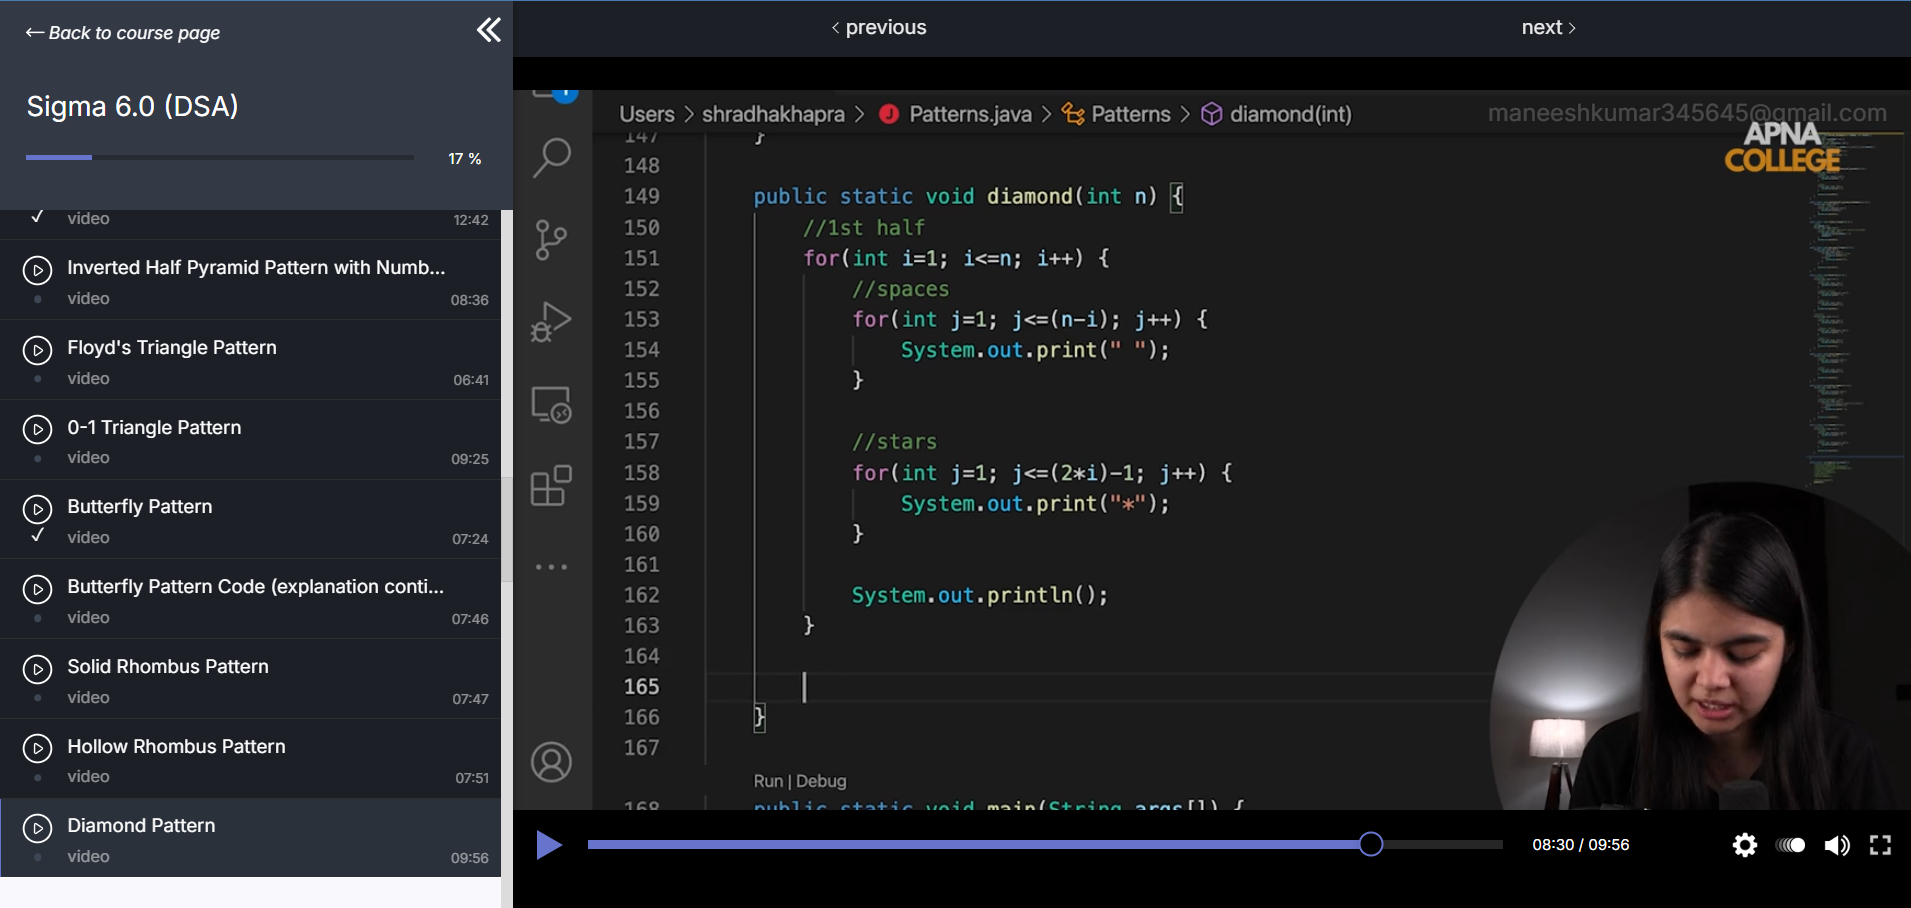 Back to course page
Sigma 6.0 (DSA)
17 %
video
12:42
Inverted Half Pyramid Pattern with Numb...
video
08:36
Floyd's Triangle Pattern
video
06:41
0-1 Triangle Pattern
video
09:25
Butterfly Pattern
video
07:24
Butterfly Pattern Code (explanation conti...
video
07:46
Solid Rhombus Pattern
video
07:47
Hollow Rhombus Pattern
video
07:51
Diamond Pattern
video
09:56
previous
next
Users > shradhakhapra > Patterns.java > Patterns > diamond(int)
maneeshkumar345645@gmail.com
APNA
COLLEGE
147 }
148
149 public static void diamond(int n) {
150 //1st half
151 for(int i=1; i<=n; i++) {
152 //spaces
153 for(int j=1; j<=(n-i); j++) {
154 System.out.print(" ");
155 }
156
157 //stars
158 for(int j=1; j<=(2*i)-1; j++) {
159 System.out.print("*");
160 }
161
162 System.out.println();
163 }
164
165
166 }
167
Run | Debug
168 public static void main(String args[]) {
08:30 / 09:56